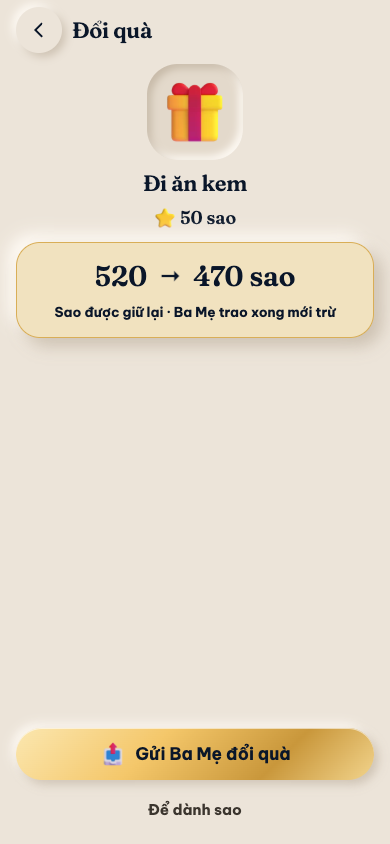 Đổi quà
Đi ăn kem
50 sao
520 → 470 sao
Sao được giữ lại · Ba Mẹ trao xong mới trừ
Gửi Ba Mẹ đổi quà
Để dành sao